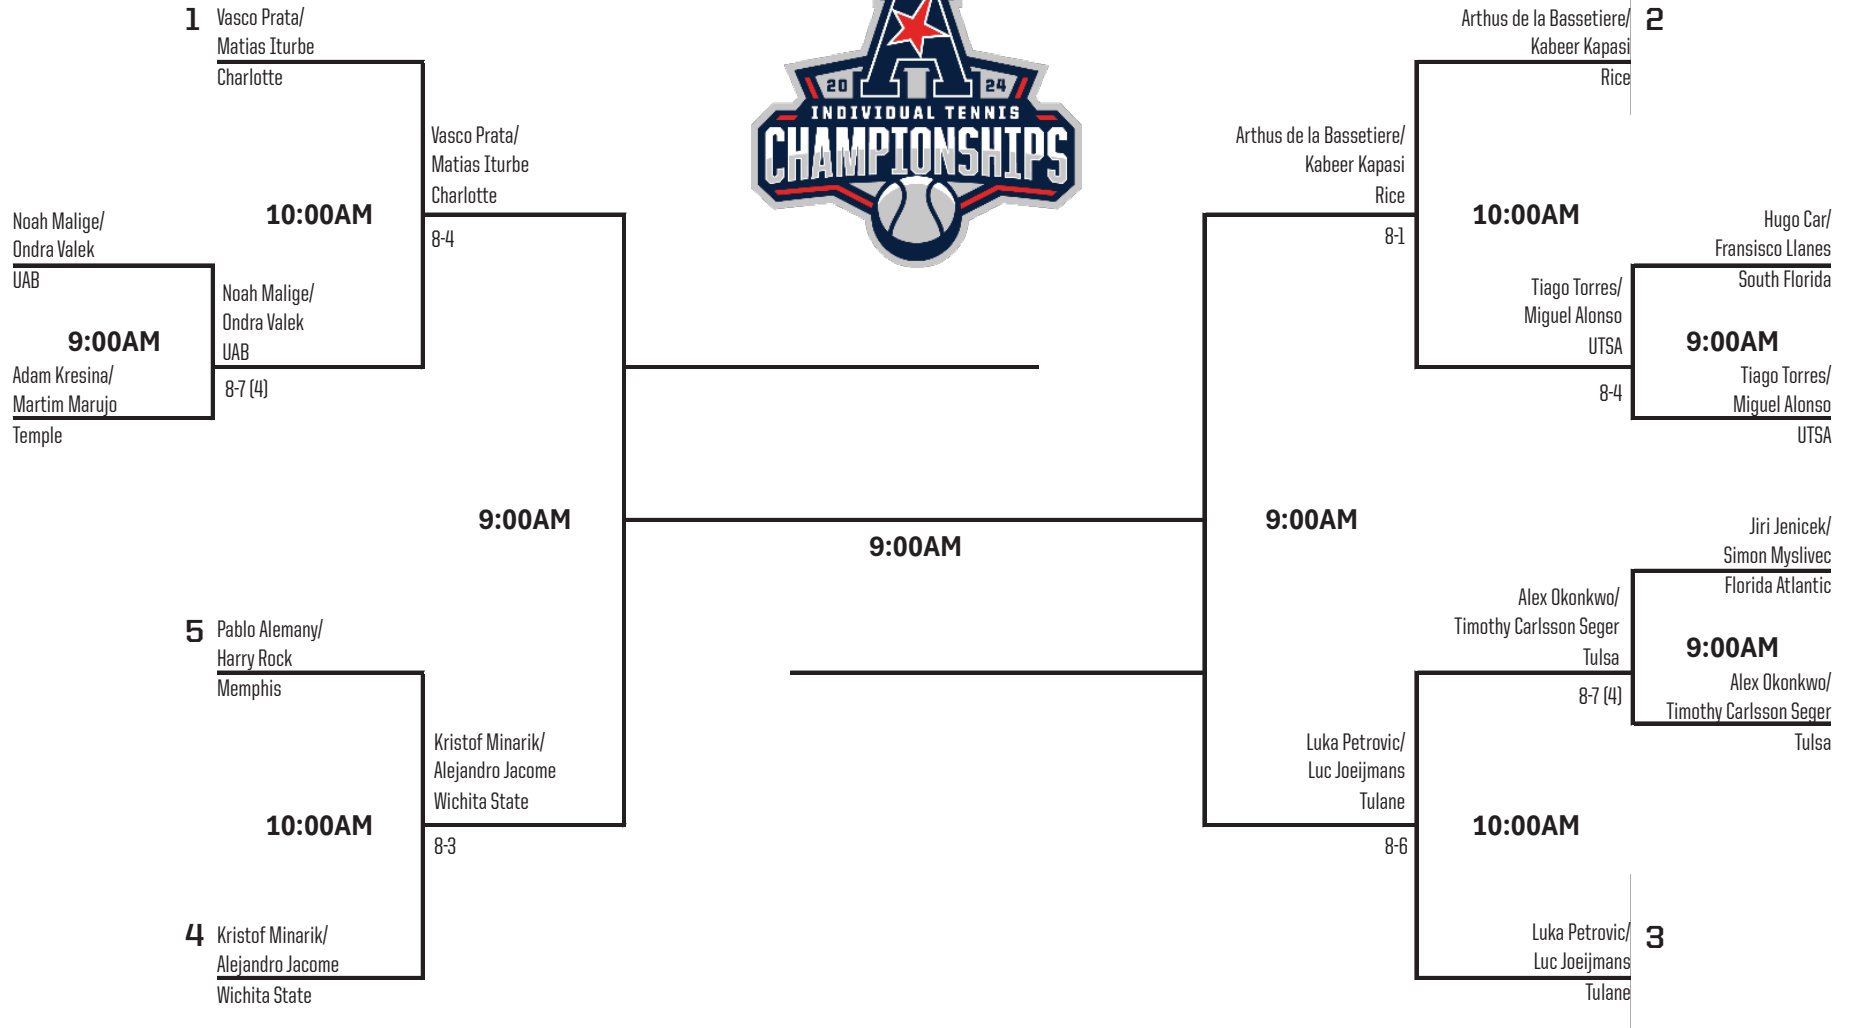 1
Vasco Prata/
Matias Iturbe
Charlotte
10:00AM
Noah Malige/
Ondra Valek
UAB
9:00AM
Adam Kresina/
Martim Marujo
Temple
Noah Malige/
Ondra Valek
UAB
8-7 (4)
Vasco Prata/
Matias Iturbe
Charlotte
8-4
9:00AM
5
Pablo Alemany/
Harry Rock
Memphis
10:00AM
4
Kristof Minarik/
Alejandro Jacome
Wichita State
Kristof Minarik/
Alejandro Jacome
Wichita State
8-3
A
20 24
INDIVIDUAL TENNIS
CHAMPIONSHIPS
9:00AM
Arthus de la Bassetiere/
Kabeer Kapasi
Rice
2
Arthus de la Bassetiere/
Kabeer Kapasi
Rice
8-1
10:00AM
Hugo Car/
Fransisco Llanes
South Florida
9:00AM
Tiago Torres/
Miguel Alonso
UTSA
Tiago Torres/
Miguel Alonso
UTSA
8-4
9:00AM
Jiri Jenicek/
Simon Myslivec
Florida Atlantic
9:00AM
Alex Okonkwo/
Timothy Carlsson Seger
Tulsa
Alex Okonkwo/
Timothy Carlsson Seger
Tulsa
8-7 (4)
Luka Petrovic/
Luc Joeijmans
Tulane
8-6
10:00AM
Luka Petrovic/
Luc Joeijmans
Tulane
3